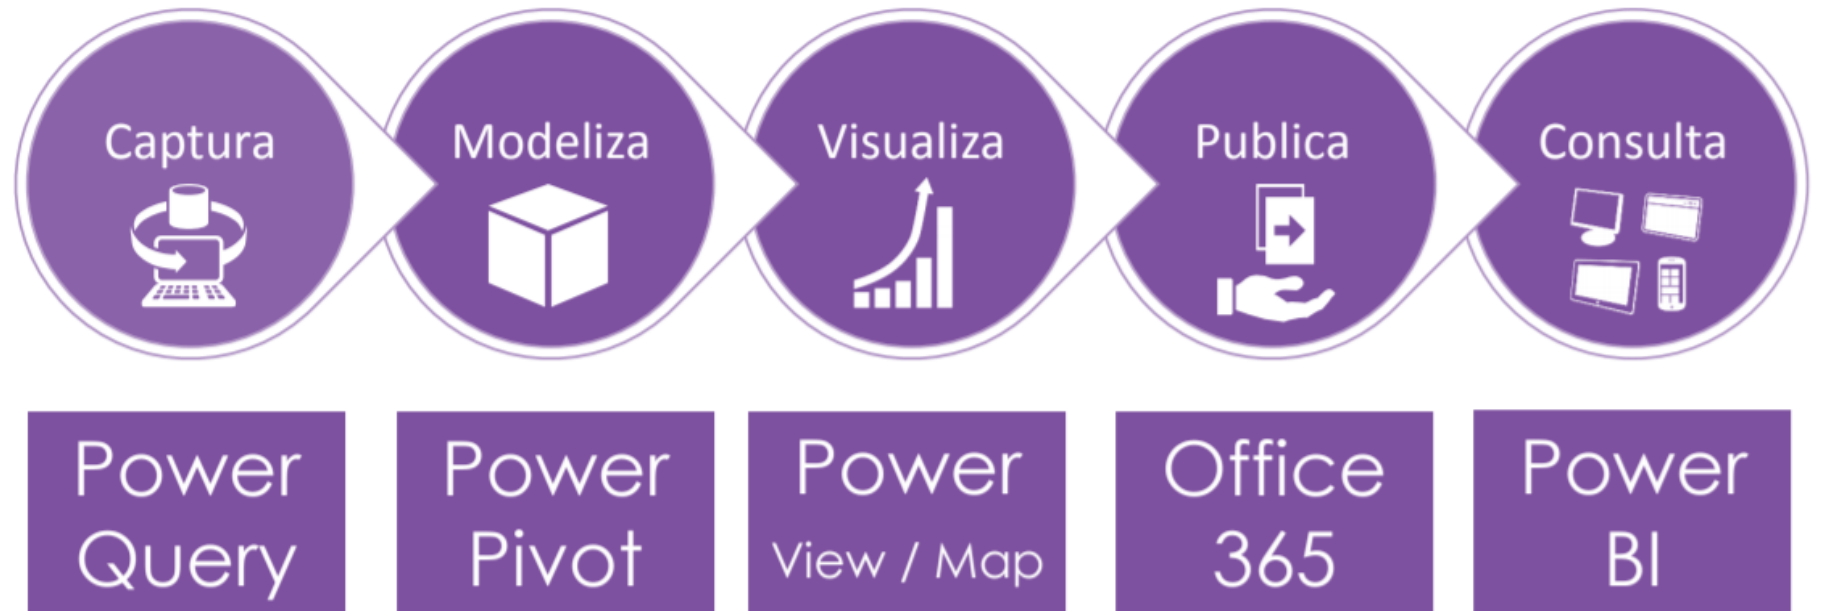 Captura
Modeliza
Visualiza
Publica
Consulta
Power
Query
Power
Pivot
Power
View / Map
Office
365
Power
BI